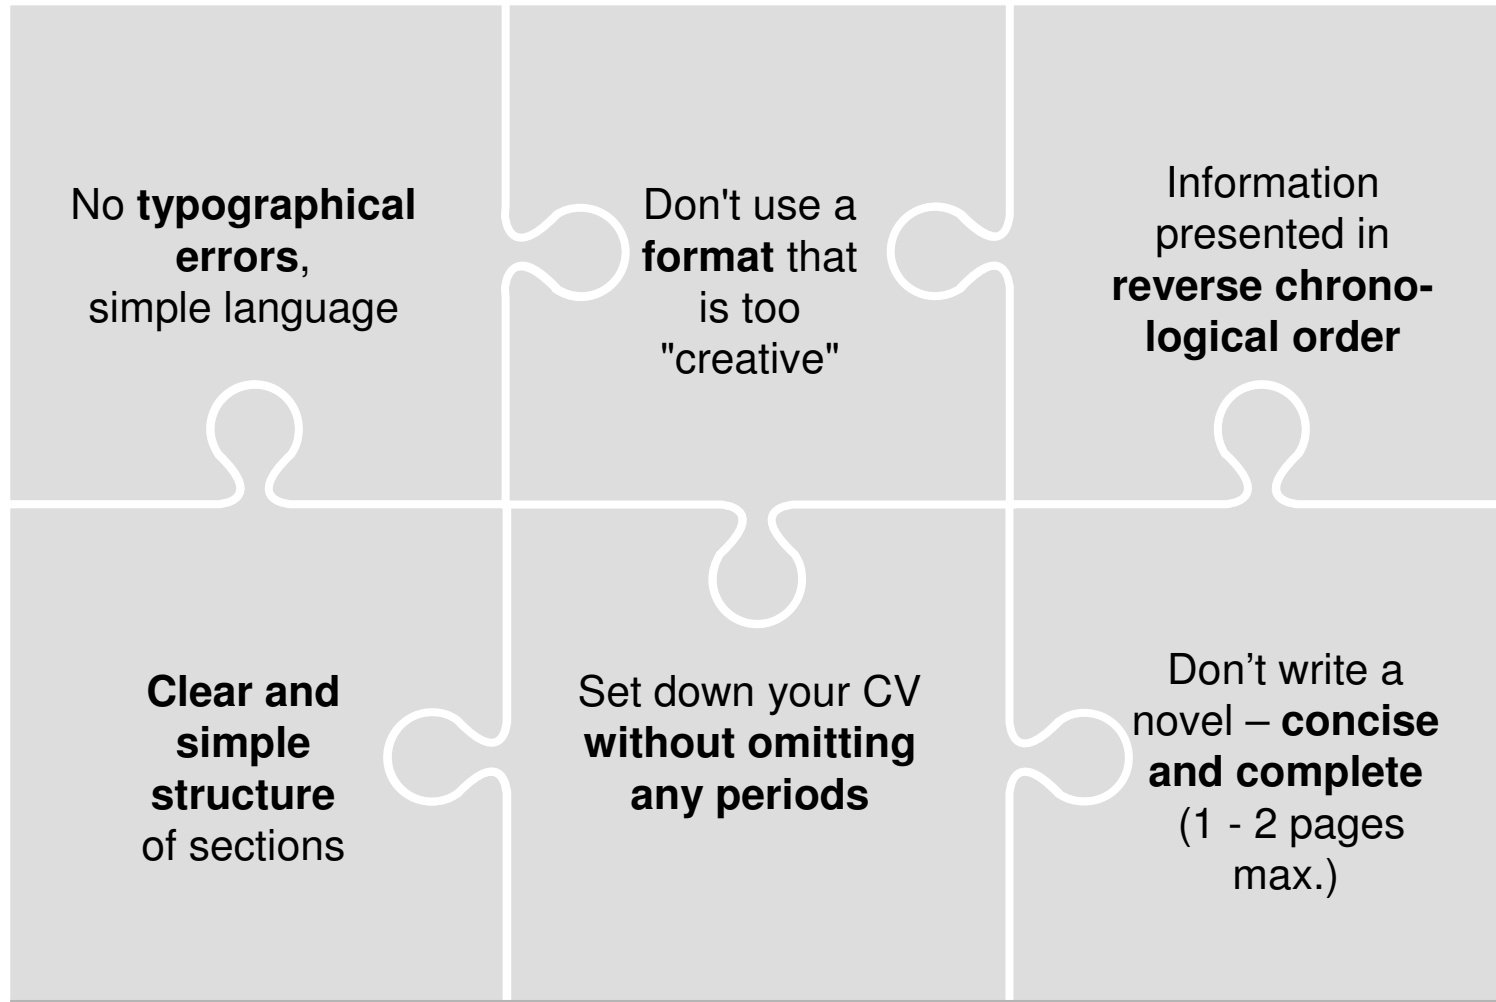 No typographical
errors,
simple language
Don't use a
format that
is too
"creative"
Information
presented in
reverse chrono-
logical order
Clear and
simple
structure
of sections
Set down your CV
without omitting
any periods
Don’t write a
novel – concise
and complete
(1 - 2 pages
max.)